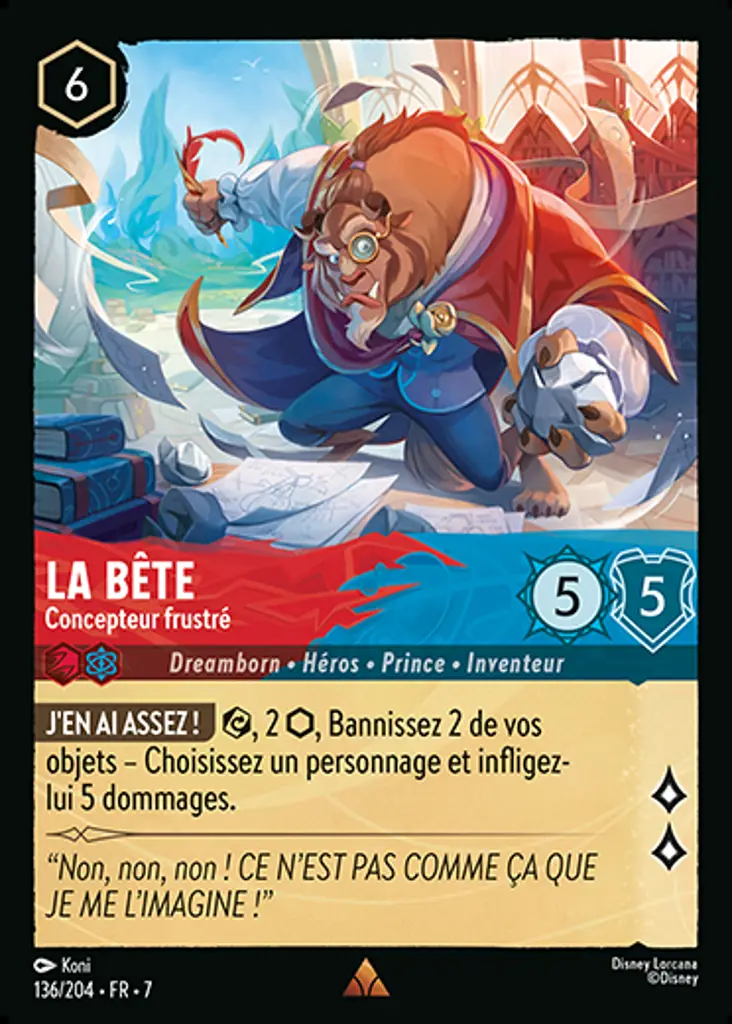 6
LA BÊTE
Concepteur frustré
5
5
Dreamborn • Héros • Prince • Inventeur
J'EN AI ASSEZ ! , 2 , Bannissez 2 de vos
objets – Choisissez un personnage et infligez-
lui 5 dommages.
“Non, non, non ! CE N'EST PAS COMME ÇA QUE
JE ME L'IMAGINE !”
Koni
Disney Lorcana
136/204 • FR • 7
©Disney